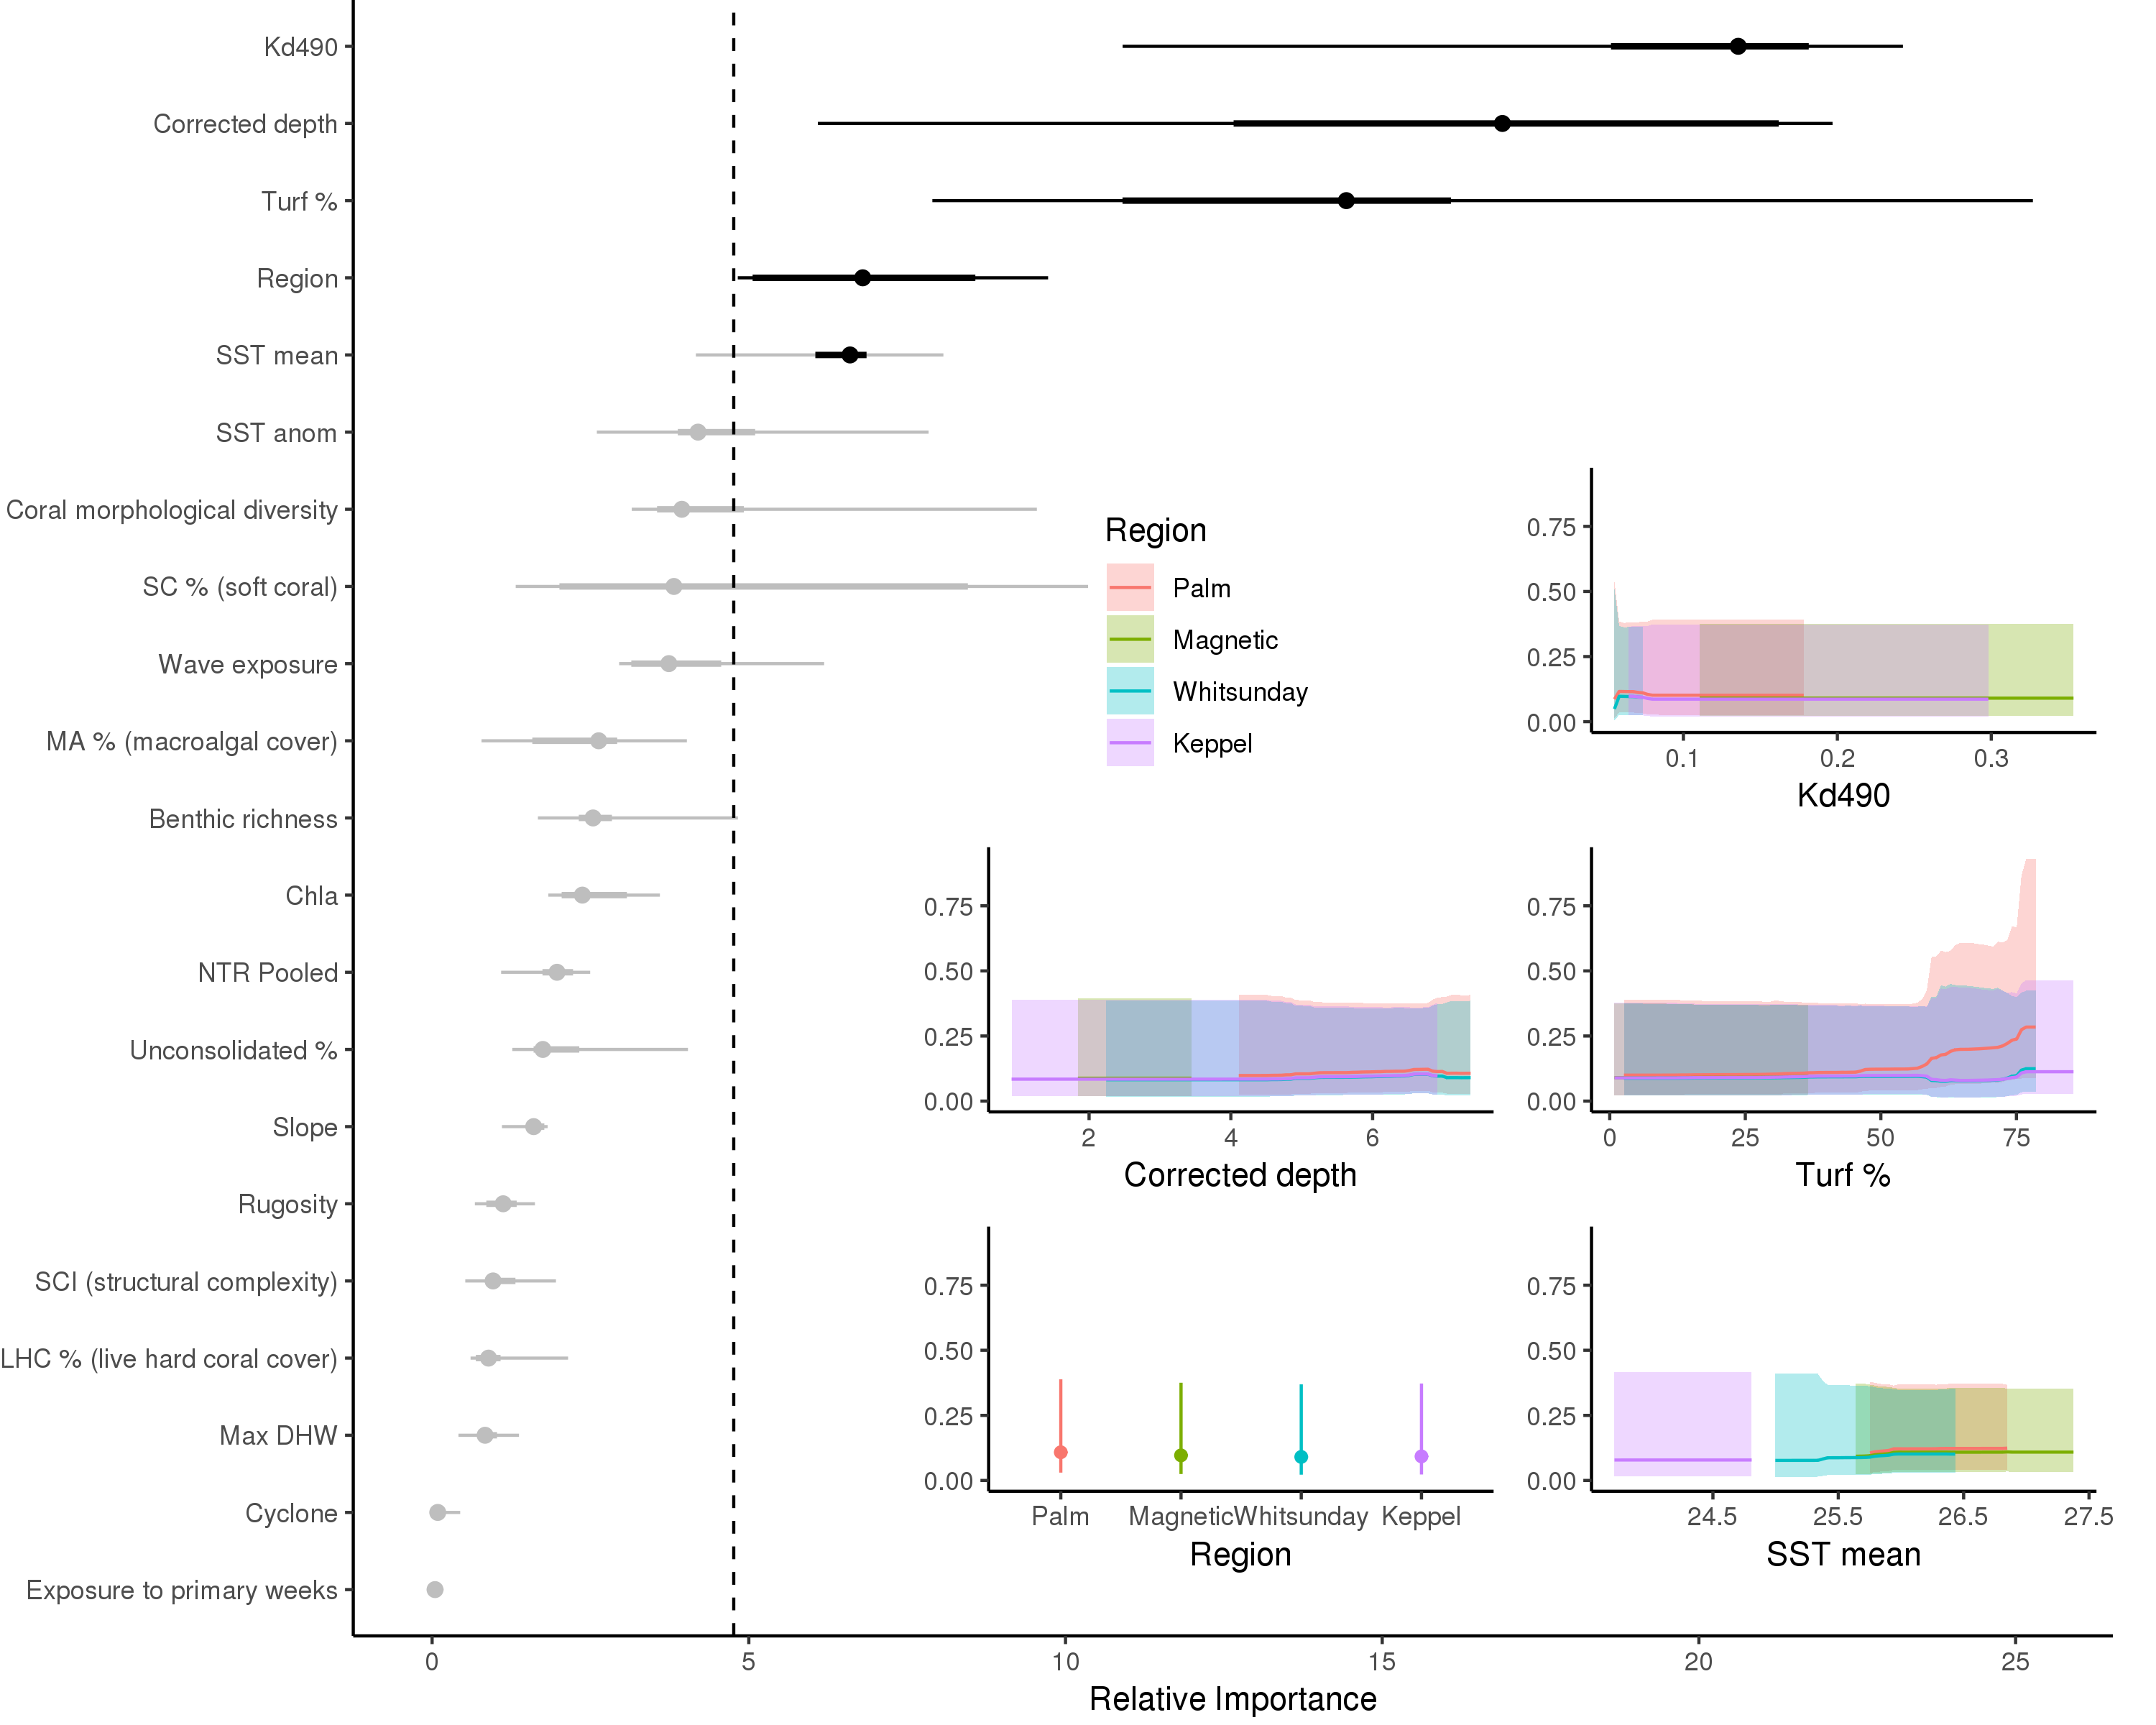 Kd490
Corrected depth
Turf %
Region
SST mean
SST anom
Coral morphological diversity
SC % (soft coral)
Wave exposure
MA % (macroalgal cover)
Benthic richness
Chla
NTR Pooled
Unconsolidated %
Slope
Rugosity
SCI (structural complexity)
LHC % (live hard coral cover)
Max DHW
Cyclone
Exposure to primary weeks
0 5 10 15 20 25
Relative Importance
Region
Palm
Magnetic
Whitsunday
Keppel
0.75
0.50
0.25
0.00
0.1 0.2 0.3
Kd490
0.75
0.50
0.25
0.00
2 4 6
Corrected depth
0.75
0.50
0.25
0.00
0 25 50 75
Turf %
0.75
0.50
0.25
0.00
Palm Magnetic Whitsunday Keppel
Region
0.75
0.50
0.25
0.00
24.5 25.5 26.5 27.5
SST mean